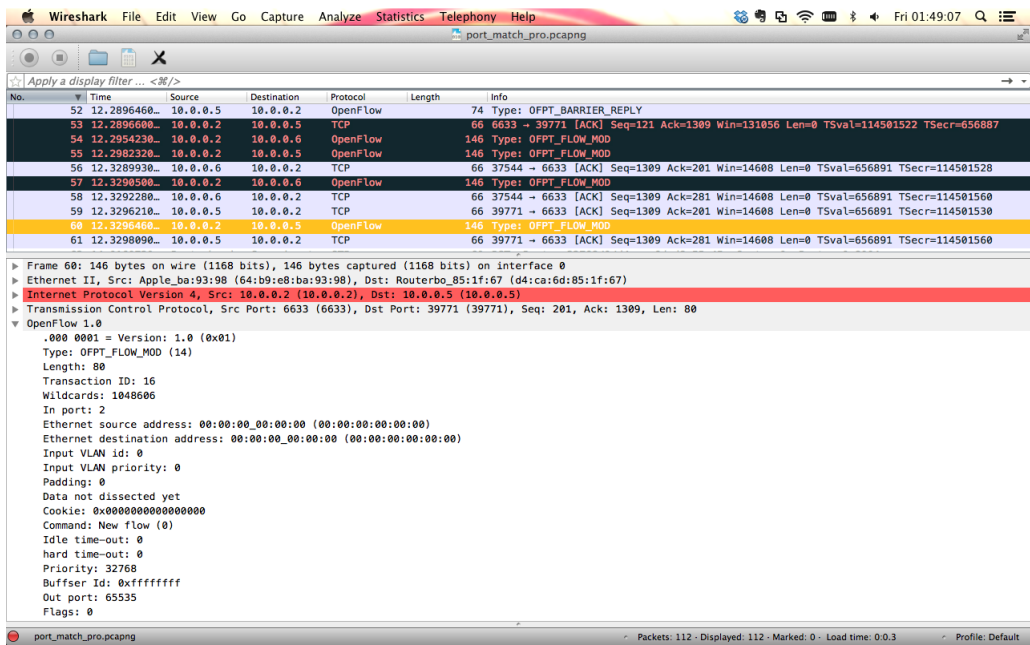 Wireshark File Edit View Go Capture Analyze Statistics Telephony Help Fri 01:49:07
port_match_pro.pcapng
Apply a display filter ... <⌘/>
No. Time Source Destination Protocol Length Info
52 12.2896460… 10.0.0.5 10.0.0.2 OpenFlow 74 Type: OFPT_BARRIER_REPLY
53 12.2896600… 10.0.0.2 10.0.0.5 TCP 66 6633 → 39771 [ACK] Seq=121 Ack=1309 Win=131056 Len=0 TSval=114501522 TSecr=656887
54 12.2954230… 10.0.0.2 10.0.0.6 OpenFlow 146 Type: OFPT_FLOW_MOD
55 12.2982320… 10.0.0.2 10.0.0.5 OpenFlow 146 Type: OFPT_FLOW_MOD
56 12.3289930… 10.0.0.6 10.0.0.2 TCP 66 37544 → 6633 [ACK] Seq=1309 Ack=201 Win=14608 Len=0 TSval=656891 TSecr=114501528
57 12.3290500… 10.0.0.2 10.0.0.6 OpenFlow 146 Type: OFPT_FLOW_MOD
58 12.3292280… 10.0.0.6 10.0.0.2 TCP 66 37544 → 6633 [ACK] Seq=1309 Ack=281 Win=14608 Len=0 TSval=656891 TSecr=114501560
59 12.3296210… 10.0.0.5 10.0.0.2 TCP 66 39771 → 6633 [ACK] Seq=1309 Ack=201 Win=14608 Len=0 TSval=656891 TSecr=114501530
60 12.3296460… 10.0.0.2 10.0.0.5 OpenFlow 146 Type: OFPT_FLOW_MOD
61 12.3298090… 10.0.0.5 10.0.0.2 TCP 66 39771 → 6633 [ACK] Seq=1309 Ack=281 Win=14608 Len=0 TSval=656891 TSecr=114501560
Frame 60: 146 bytes on wire (1168 bits), 146 bytes captured (1168 bits) on interface 0
Ethernet II, Src: Apple_ba:93:98 (64:b9:e8:ba:93:98), Dst: Routerbo_85:1f:67 (d4:ca:6d:85:1f:67)
Internet Protocol Version 4, Src: 10.0.0.2 (10.0.0.2), Dst: 10.0.0.5 (10.0.0.5)
Transmission Control Protocol, Src Port: 6633 (6633), Dst Port: 39771 (39771), Seq: 201, Ack: 1309, Len: 80
OpenFlow 1.0
.000 0001 = Version: 1.0 (0x01)
Type: OFPT_FLOW_MOD (14)
Length: 80
Transaction ID: 16
Wildcards: 1048606
In port: 2
Ethernet source address: 00:00:00_00:00:00 (00:00:00:00:00:00)
Ethernet destination address: 00:00:00_00:00:00 (00:00:00:00:00:00)
Input VLAN id: 0
Input VLAN priority: 0
Padding: 0
Data not dissected yet
Cookie: 0x0000000000000000
Command: New flow (0)
Idle time-out: 0
hard time-out: 0
Priority: 32768
Buffser Id: 0xffffffff
Out port: 65535
Flags: 0
port_match_pro.pcapng Packets: 112 · Displayed: 112 · Marked: 0 · Load time: 0:0.3 Profile: Default